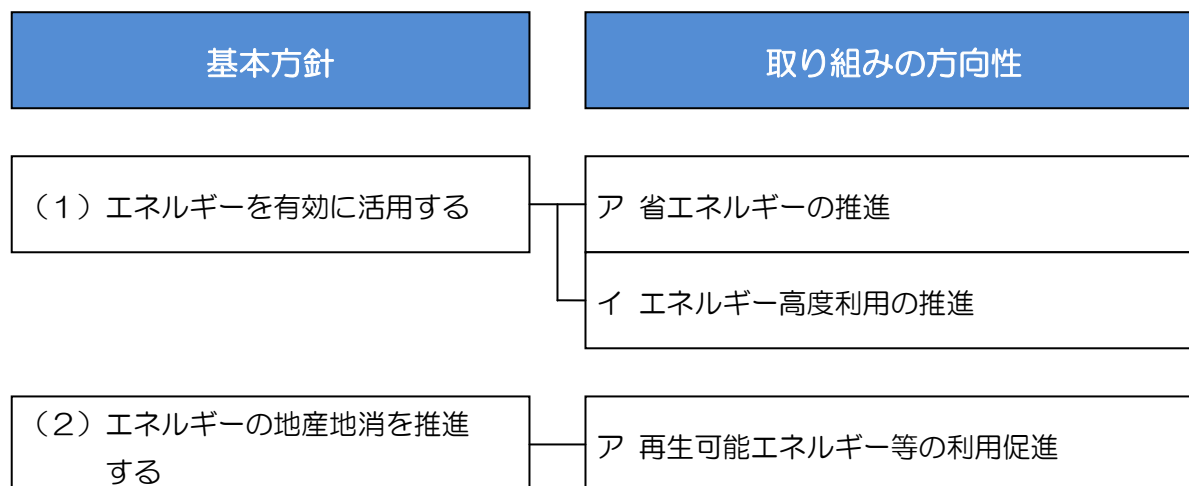 基本方針
取り組みの方向性
（１）エネルギーを有効に活用する
ア 省エネルギーの推進
イ エネルギー高度利用の推進
（２）エネルギーの地産地消を推進
する
ア 再生可能エネルギー等の利用促進